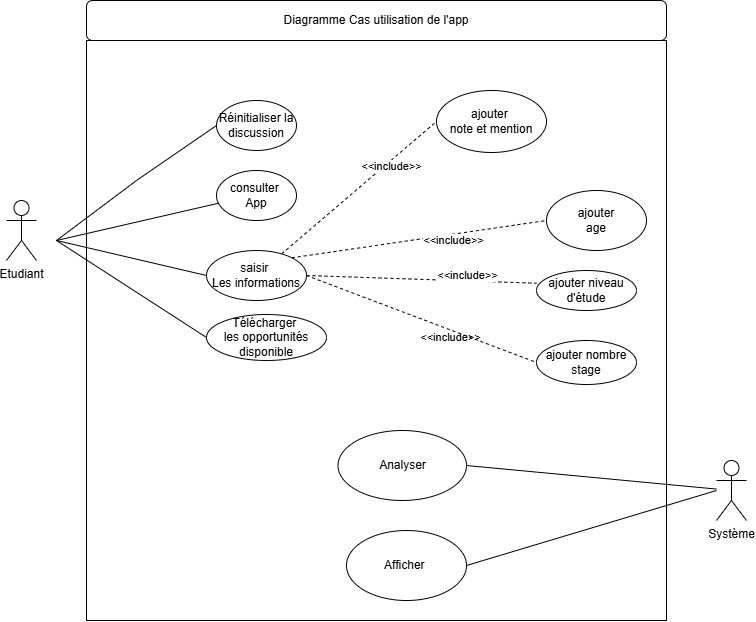 Diagramme Cas utilisation de l'app
Réinitialiser la
discussion
ajouter
note et mention
<<include>>
consulter
App
ajouter
age
<<include>>
Etudiant
saisir
Les informations
<<include>>
ajouter niveau
d'étude
Télécharger
les opportunités
disponible
<<include>>
ajouter nombre
stage
Analyser
Système
Afficher